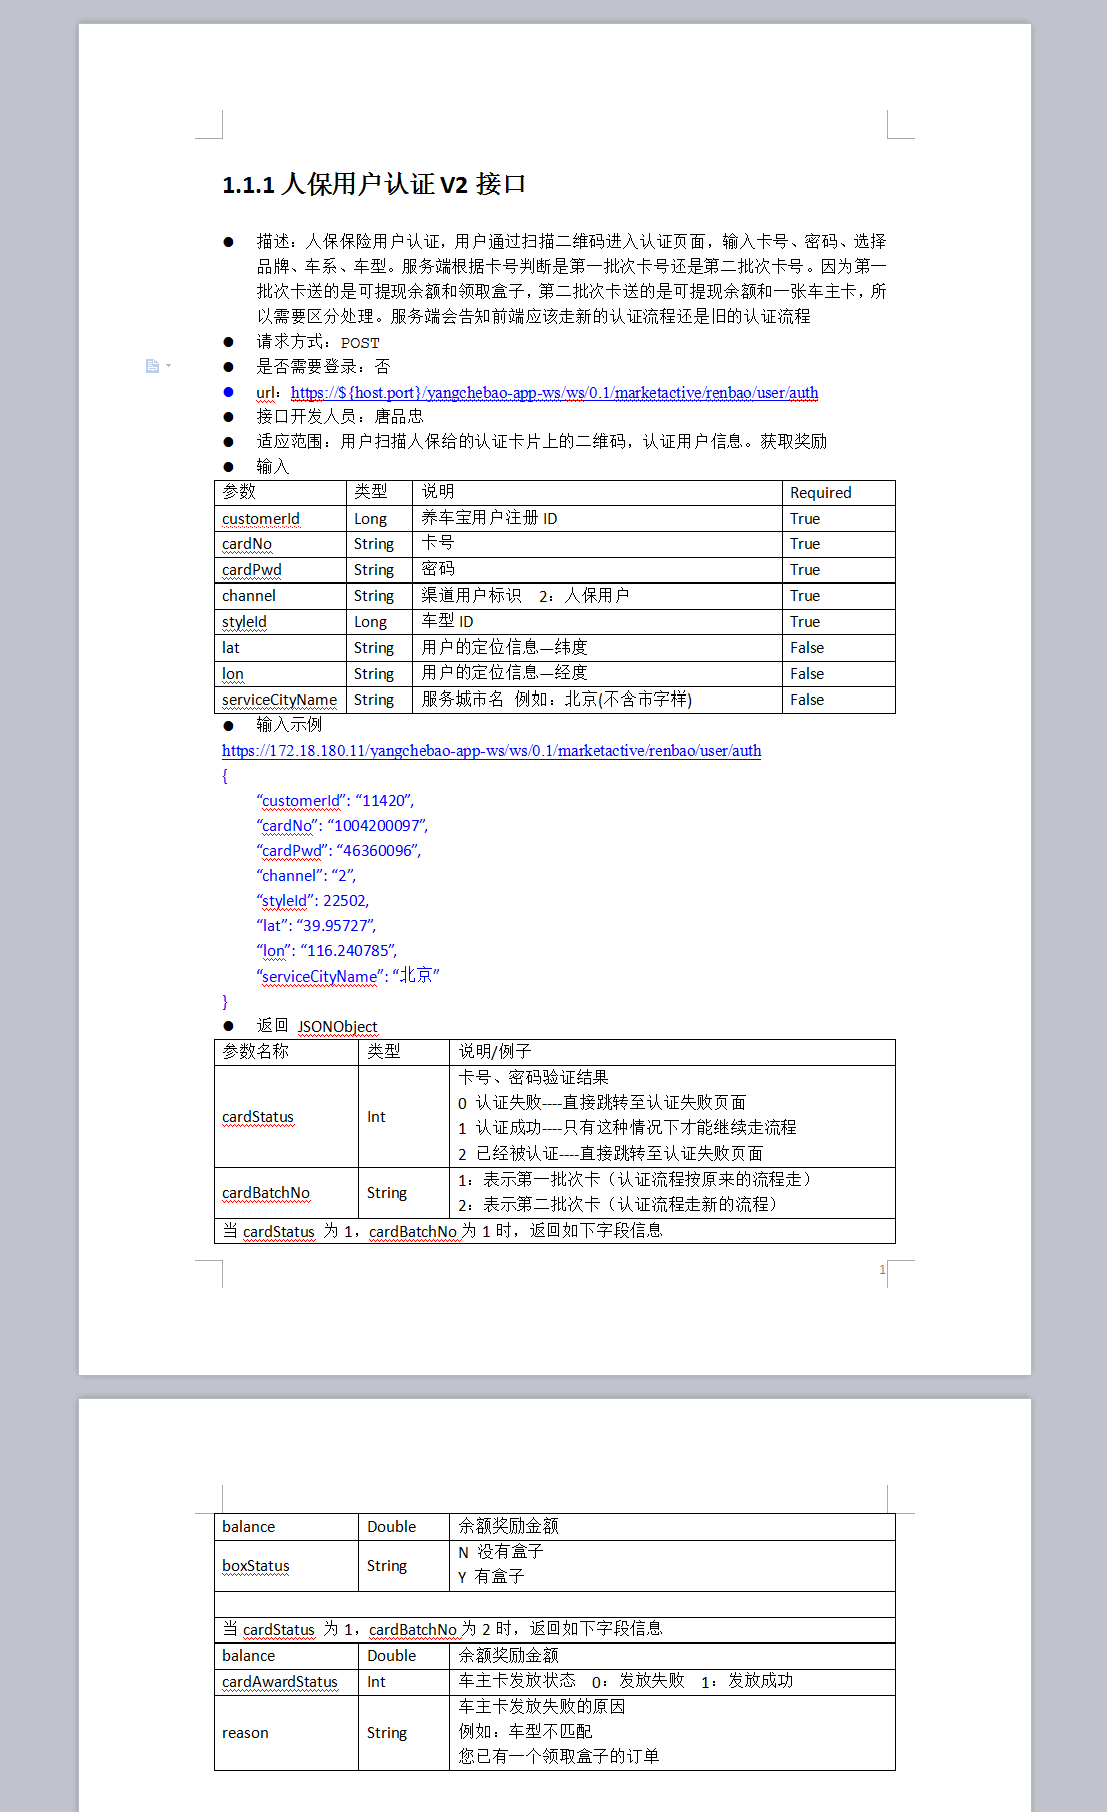 1.1.1 人保用户认证 V2 接口
● 描述：人保保险用户认证，用户通过扫描二维码进入认证页面，输入卡号、密码、选择
品牌、车系、车型。服务端根据卡号判断是第一批次卡号还是第二批次卡号。因为第一
批次卡送的是可提现余额和领取盒子，第二批次卡送的是可提现余额和一张车主卡，所
以需要区分处理。服务端会告知前端应该走新的认证流程还是旧的认证流程
● 请求方式：POST
● 是否需要登录：否
● url：https://${host.port}/yangchebao-app-ws/ws/0.1/marketactive/renbao/user/auth
● 接口开发人员：唐品忠
● 适应范围：用户扫描人保给的认证卡片上的二维码，认证用户信息。获取奖励
● 输入
参数 类型 说明 Required
customerId Long 养车宝用户注册 ID True
cardNo String 卡号 True
cardPwd String 密码 True
channel String 渠道用户标识 2：人保用户 True
styleId Long 车型 ID True
lat String 用户的定位信息—纬度 False
lon String 用户的定位信息—经度 False
serviceCityName String 服务城市名 例如：北京(不含市字样) False
● 输入示例
https://172.18.180.11/yangchebao-app-ws/ws/0.1/marketactive/renbao/user/auth
{
“customerId”: “11420”,
“cardNo”: “1004200097”,
“cardPwd”: “46360096”,
“channel”: “2”,
“styleId”: 22502,
“lat”: “39.95727”,
“lon”: “116.240785”,
“serviceCityName”: “北京”
}
● 返回 JSONObject
参数名称 类型 说明/例子
cardStatus Int 卡号、密码验证结果
0 认证失败----直接跳转至认证失败页面
1 认证成功----只有这种情况下才能继续走流程
2 已经被认证----直接跳转至认证失败页面
cardBatchNo String 1：表示第一批次卡（认证流程按原来的流程走）
2：表示第二批次卡（认证流程走新的流程）
当 cardStatus 为 1，cardBatchNo 为 1 时，返回如下字段信息
1
balance Double 余额奖励金额
boxStatus String N 没有盒子
Y 有盒子
当 cardStatus 为 1，cardBatchNo 为 2 时，返回如下字段信息
balance Double 余额奖励金额
cardAwardStatus Int 车主卡发放状态 0：发放失败 1：发放成功
reason String 车主卡发放失败的原因
例如：车型不匹配
您已有一个领取盒子的订单